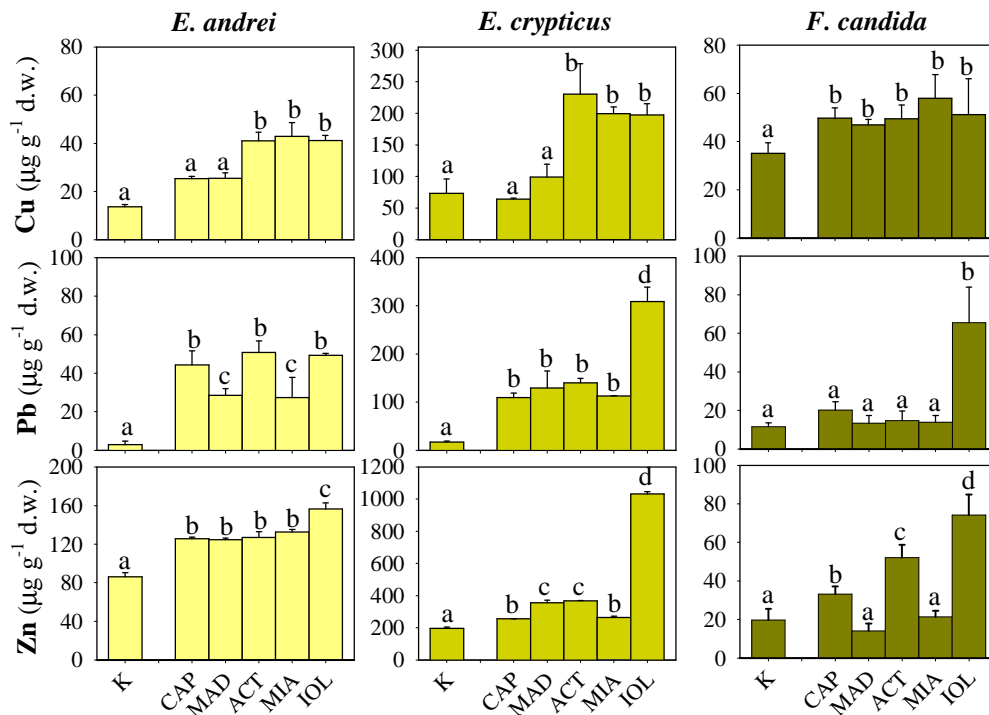 E. andrei
E. crypticus
F. candida
Cu (µg g-1 d.w.)
80
60
40
20
0
a
a
a
b
b
b
300
250
200
150
100
50
0
a
a
a
b
b
b
80
60
40
20
0
a
b
b
b
b
b
Pb (µg g-1 d.w.)
100
80
60
40
20
0
a
b
c
b
c
b
400
300
200
100
0
a
b
b
b
b
d
100
80
60
40
20
0
a
a
a
a
a
b
Zn (µg g-1 d.w.)
200
160
120
80
40
0
a
b
b
b
b
c
1200
1000
800
600
400
200
0
a
b
c
c
b
d
100
80
60
40
20
0
a
b
a
c
a
d
K
CAP
MAD
ACT
MIA
IOL
K
CAP
MAD
ACT
MIA
IOL
K
CAP
MAD
ACT
MIA
IOL